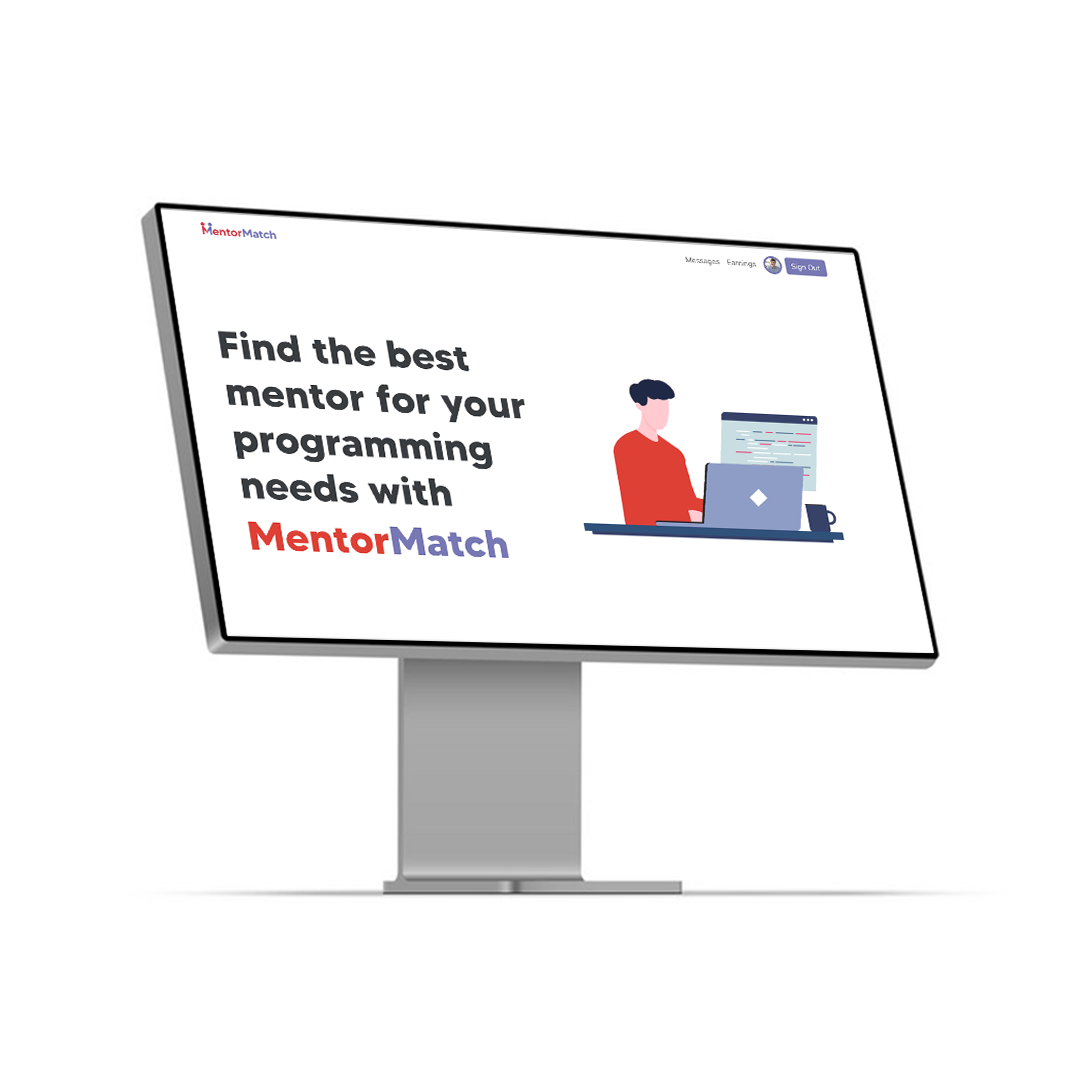 MentorMatch
Messages Earnings Sign Out
Find the best
mentor for your
programming
needs with
MentorMatch